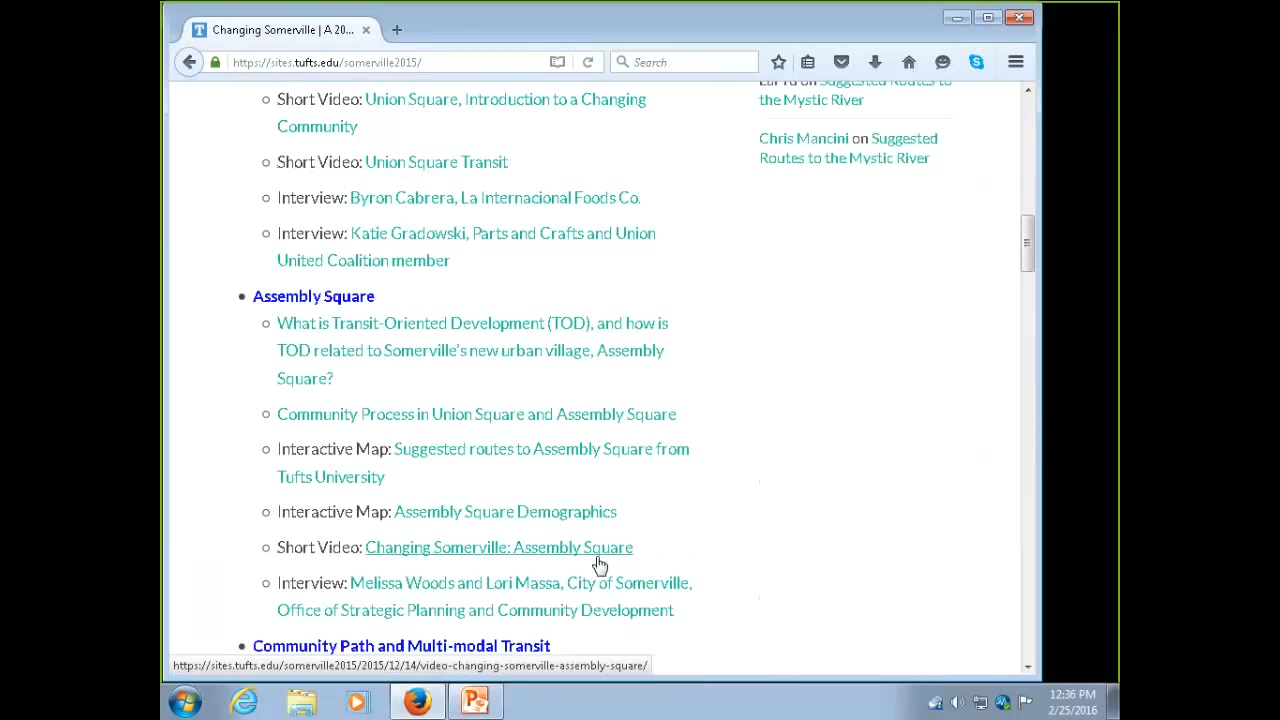 Changing Somerville | A 20...
https://sites.tufts.edu/somerville2015/
Search
Short Video: Union Square, Introduction to a Changing
Community
Short Video: Union Square Transit
Interview: Byron Cabrera, La Internacional Foods Co.
Interview: Katie Gradowski, Parts and Crafts and Union
United Coalition member
Assembly Square
What is Transit-Oriented Development (TOD), and how is
TOD related to Somerville's new urban village, Assembly
Square?
Community Process in Union Square and Assembly Square
Interactive Map: Suggested routes to Assembly Square from
Tufts University
Interactive Map: Assembly Square Demographics
Short Video: Changing Somerville: Assembly Square
Interview: Melissa Woods and Lori Massa, City of Somerville,
Office of Strategic Planning and Community Development
Community Path and Multi-modal Transit
on Suggested Routes to
the Mystic River
Chris Mancini on Suggested
Routes to the Mystic River
https://sites.tufts.edu/somerville2015/2015/12/14/video-changing-somerville-assembly-square/
12:36 PM
2/25/2016